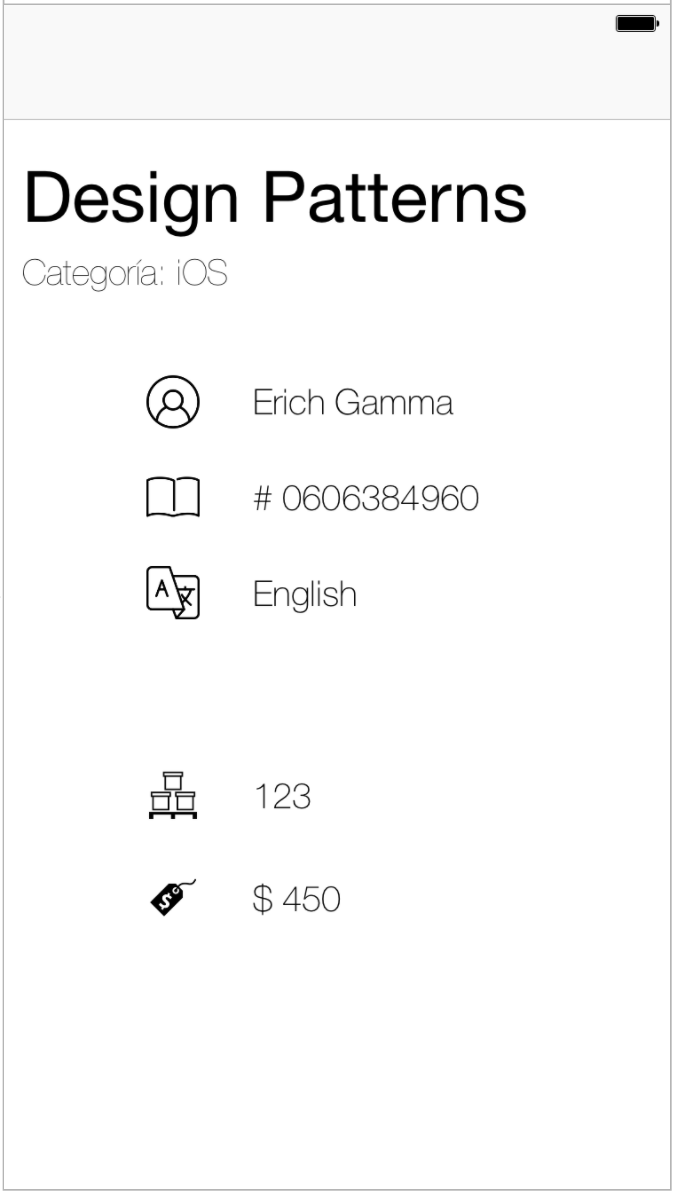 Design Patterns
Categoría: iOS
Erich Gamma
# 0606384960
English
123
$ 450